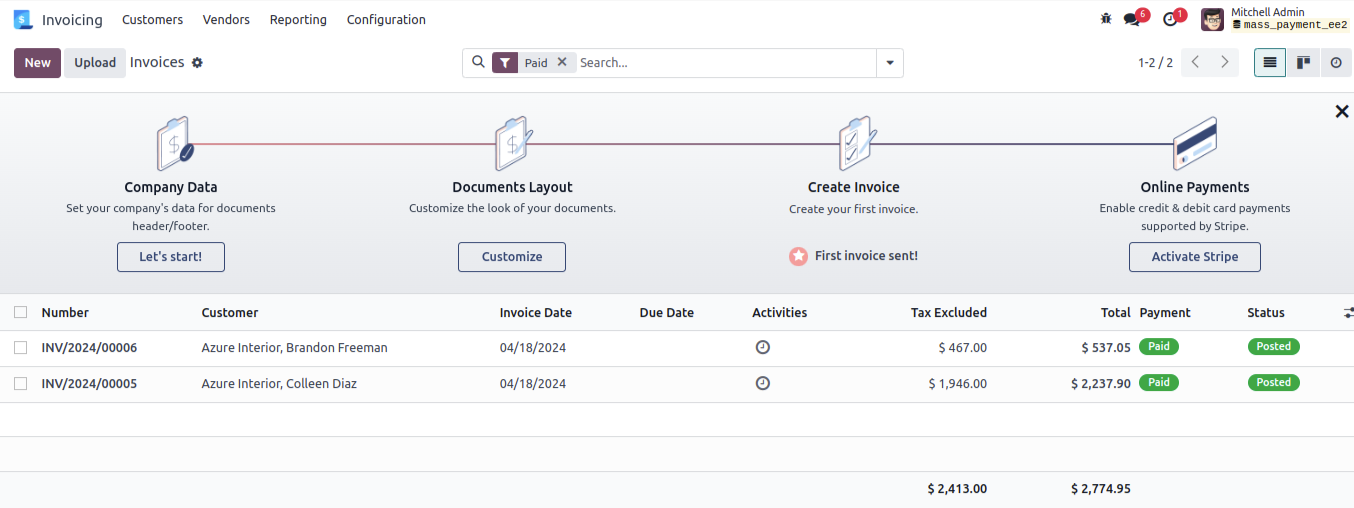 Invoicing Customers Vendors Reporting Configuration 6 1 Mitchell Admin
mass_payment_ee2
New Upload Invoices Paid Search... 1-2 / 2
Company Data Documents Layout Create Invoice Online Payments
Set your company's data for documents Customize the look of your documents. Create your first invoice. Enable credit & debit card payments
header/footer. supported by Stripe.
Let's start! Customize First invoice sent! Activate Stripe
Number Customer Invoice Date Due Date Activities Tax Excluded Total Payment Status
INV/2024/00006 Azure Interior, Brandon Freeman 04/18/2024 $ 467.00 $ 537.05 Paid Posted
INV/2024/00005 Azure Interior, Colleen Diaz 04/18/2024 $ 1,946.00 $ 2,237.90 Paid Posted
$ 2,413.00 $ 2,774.95